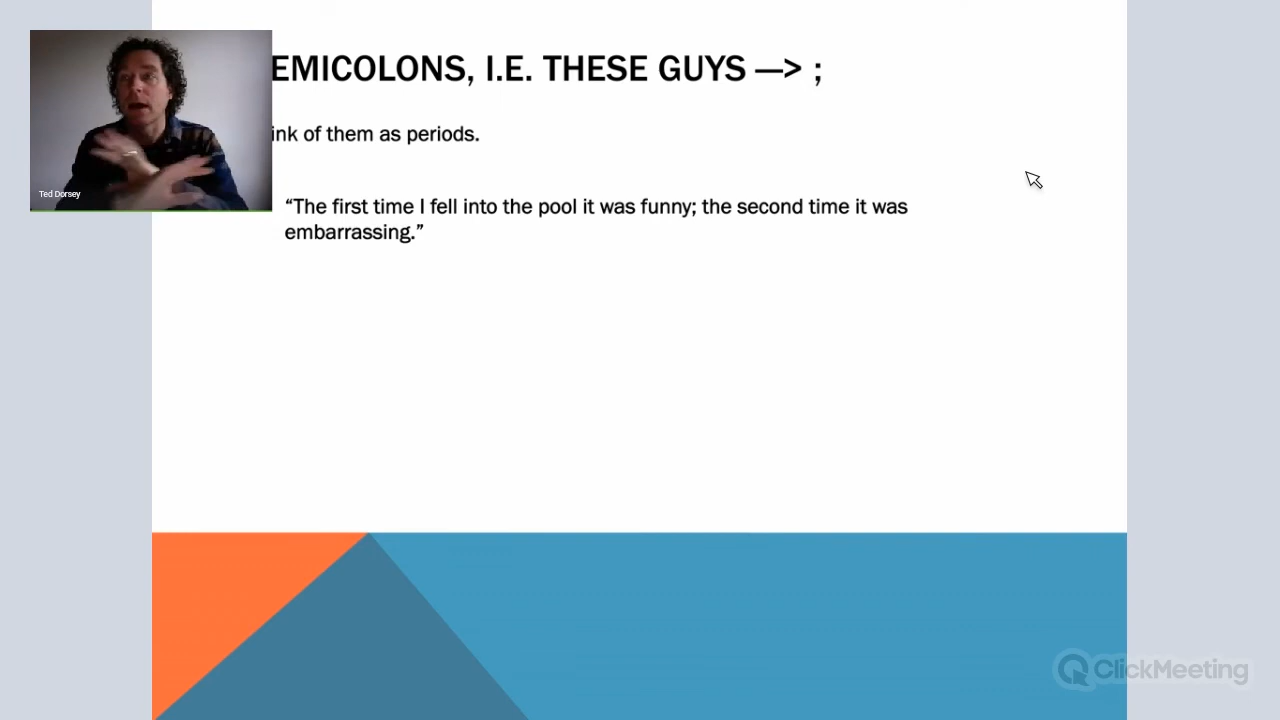 EMICOLONS, I.E. THESE GUYS —> ;
ink of them as periods.
Ted Dorsey
“The first time I fell into the pool it was funny; the second time it was
embarrassing.”
ClickMeeting